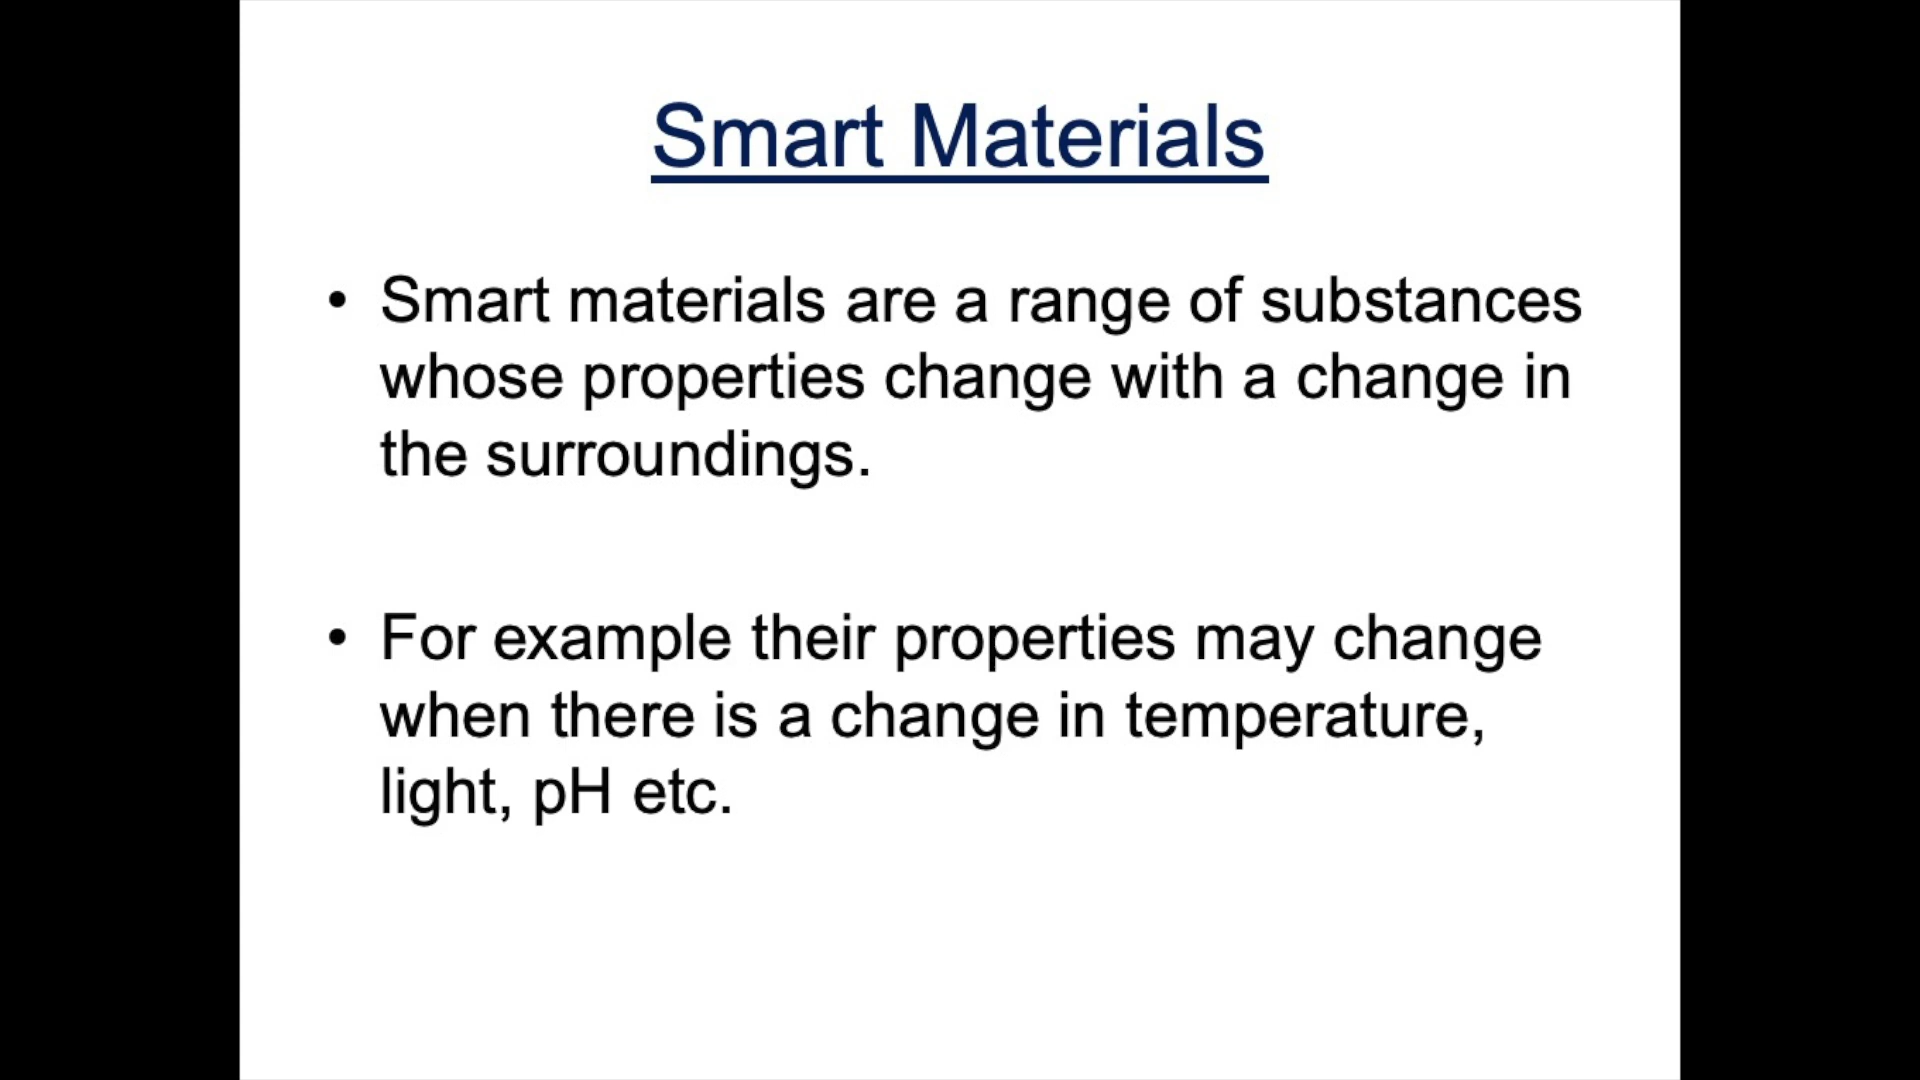 Smart Materials
• Smart materials are a range of substances
whose properties change with a change in
the surroundings.
• For example their properties may change
when there is a change in temperature,
light, pH etc.